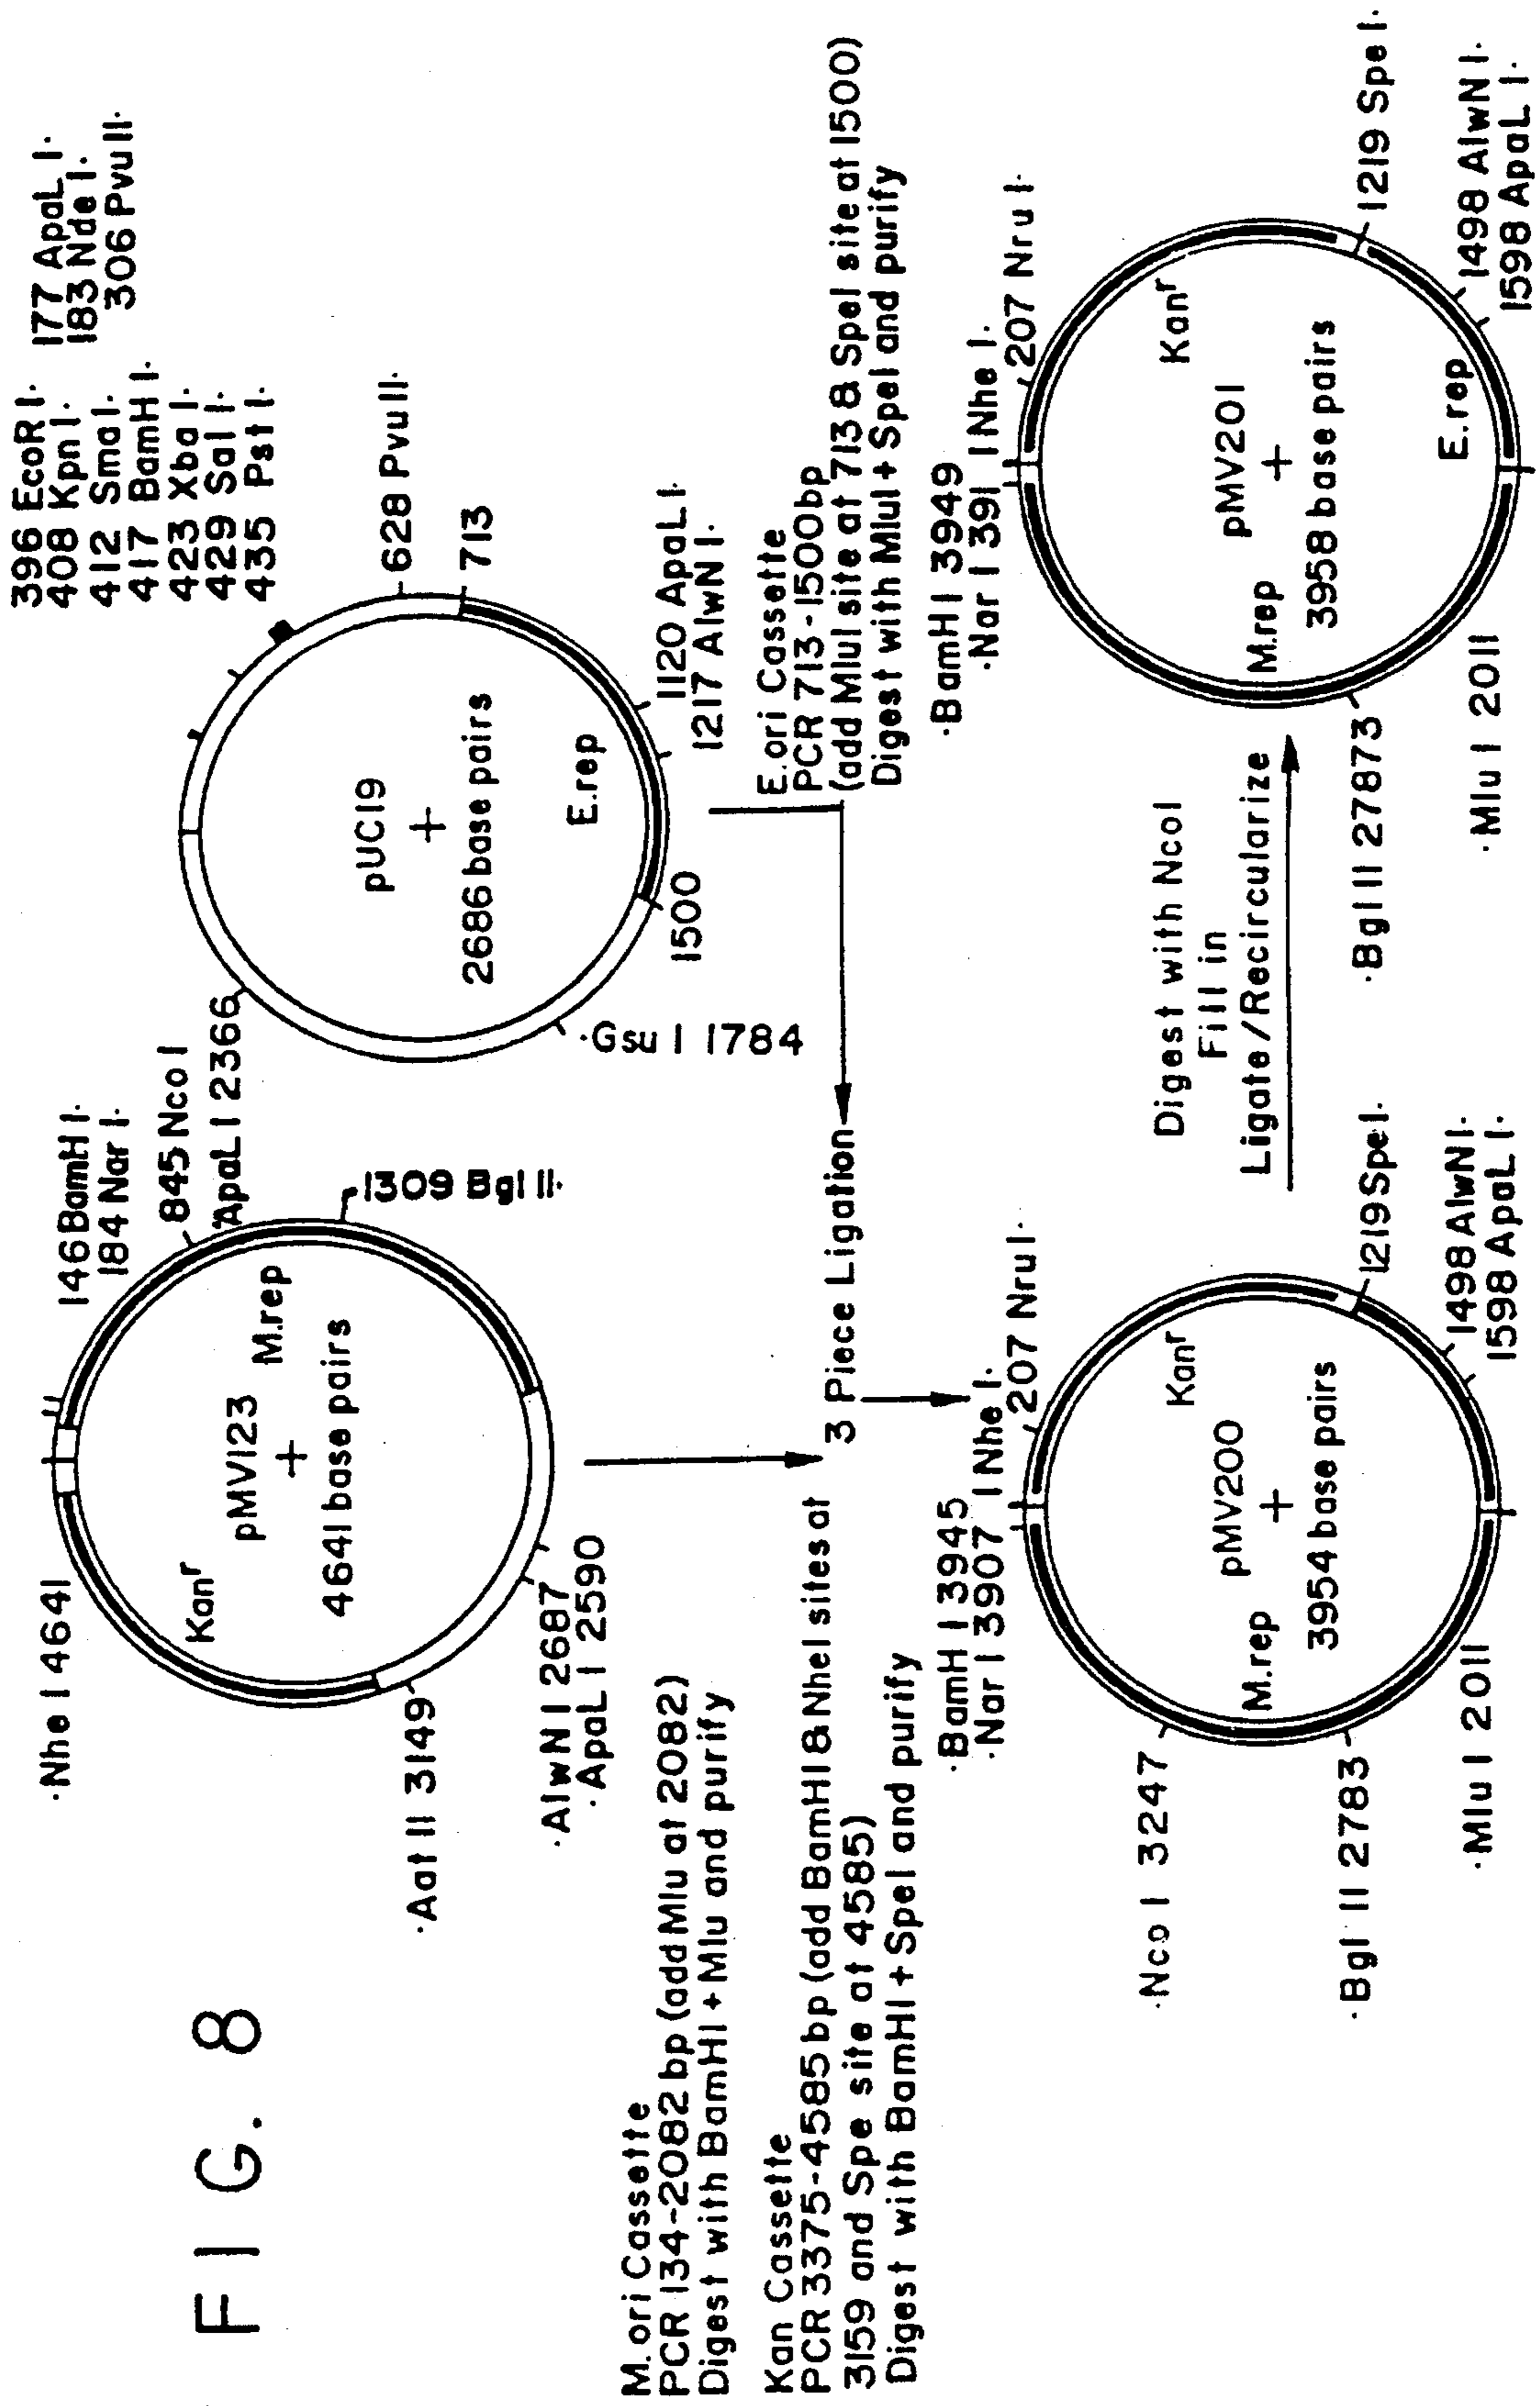 FIG. 8
·Nhe I 4641
146 BamH I·
184 Nar I·
845 Nco I
1309 Bgl II·
Kanʳ
pMV123
+
4641 base pairs
M.rep
·Aat II 3149
·AlwN I 2687
·ApaL I 2590
396 EcoR I·
408 Kpn I·
412 Sma I·
417 BamH I·
423 Xba I·
429 Sal I·
435 Pst I·
177 ApaL I·
183 Nde I·
306 Pvu II·
628 Pvu II·
713
1120 ApaL I·
1217 AlwN I·
ApaL I 2366
pUC19
+
2686 base pairs
E.rep
1500
·Gsu I 1784
M.ori Cassette
PCR 134-2082 bp (add Mlu at 2082)
Digest with BamHI + Mlu and purify
Kan Cassette
PCR 3375-4585 bp (add BamHI & NheI sites at
3159 and Spe site at 4585)
Digest with BamHI + SpeI and purify
E.ori Cassette
PCR 713-1500bp
(add MluI site at 713 & SpeI site at 1500)
Digest with MluI + SpeI and purify
3 Piece Ligation
·BamH I 3945
·Nar I 3907
1 Nhe I·
207 Nru I·
·Nco I 3247
Kanʳ
pMV200
+
3954 base pairs
M.rep
1219 Spe I·
·Bgl II 2783
·Mlu I 2011
1498 AlwN I·
1598 ApaL I·
Digest with NcoI
Fill in
Ligate/Recircularize
·BamH I 3949
·Nar I 391
1 Nhe I·
207 Nru I·
Kanʳ
pMV201
+
3958 base pairs
M.rep
E.rep
1219 Spe I·
·Bgl II 27873
·Mlu I 2011
1498 AlwN I·
1598 ApaL I·